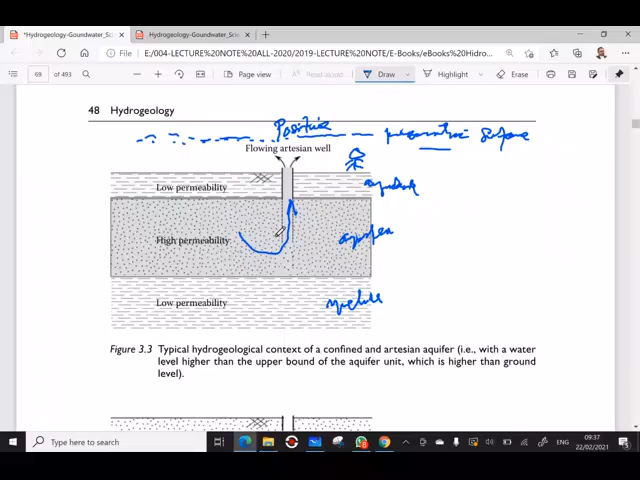 *Hydrogeology-Goundwater_Scie
Hydrogeology-Goundwater_Scie
File
E:/004-LECTURE%20NOTE%20ALL-2020/2019-LECTURE%20NOTE/E-Books/eBooks%20Hidro
69 of 493
Page view
Read aloud
Draw
Highlight
Erase
48 Hydrogeology
Positive
Surface
Flowing artesian well
Low permeability
High permeability
aquifer
Low permeability
Figure 3.3 Typical hydrogeological context of a confined and artesian aquifer (i.e., with a water
level higher than the upper bound of the aquifer unit, which is higher than ground
level).
Type here to search
ENG
09:37
22/02/2021